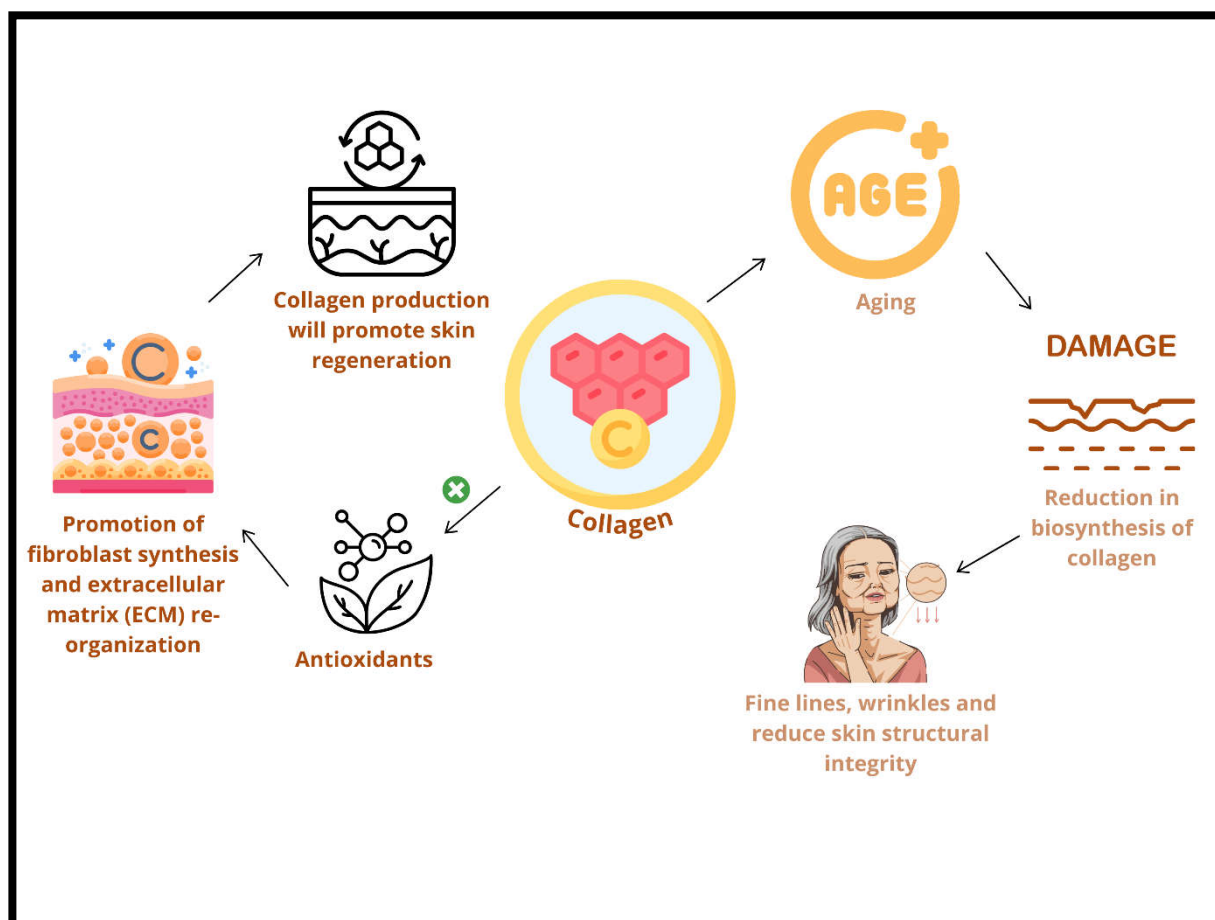 Collagen production
will promote skin
regeneration
C
C
Promotion of
fibroblast synthesis
and extracellular
matrix (ECM) re-
organization
Antioxidants
C
Collagen
AGE
Aging
DAMAGE
Reduction in
biosynthesis of
collagen
Fine lines, wrinkles and
reduce skin structural
integrity